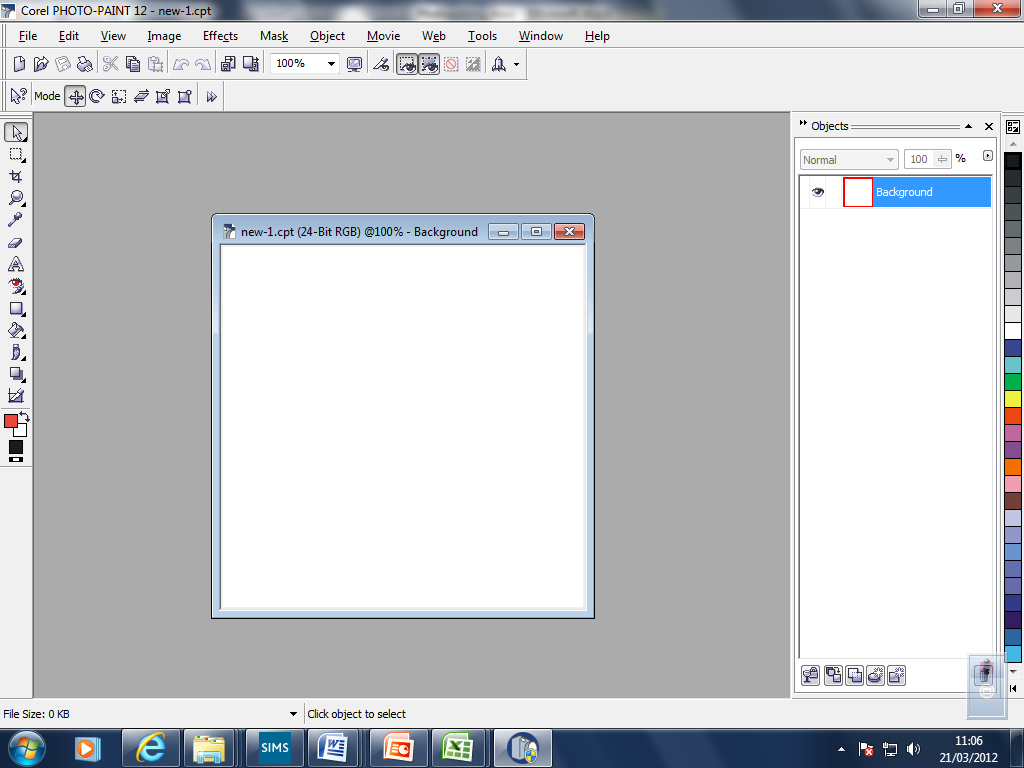 Corel PHOTO-PAINT 12 - new-1.cpt
File Edit View Image Effects Mask Object Movie Web Tools Window Help
100%
Mode
Objects
Normal 100 %
Background
new-1.cpt (24-Bit RGB) @100% - Background
File Size: 0 KB Click object to select
SIMS
11:06
21/03/2012